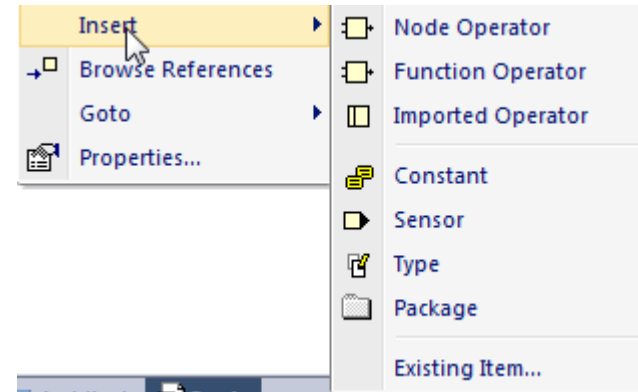 Insert
Browse References
Goto
Properties...
Node Operator
Function Operator
Imported Operator
Constant
Sensor
Type
Package
Existing Item...